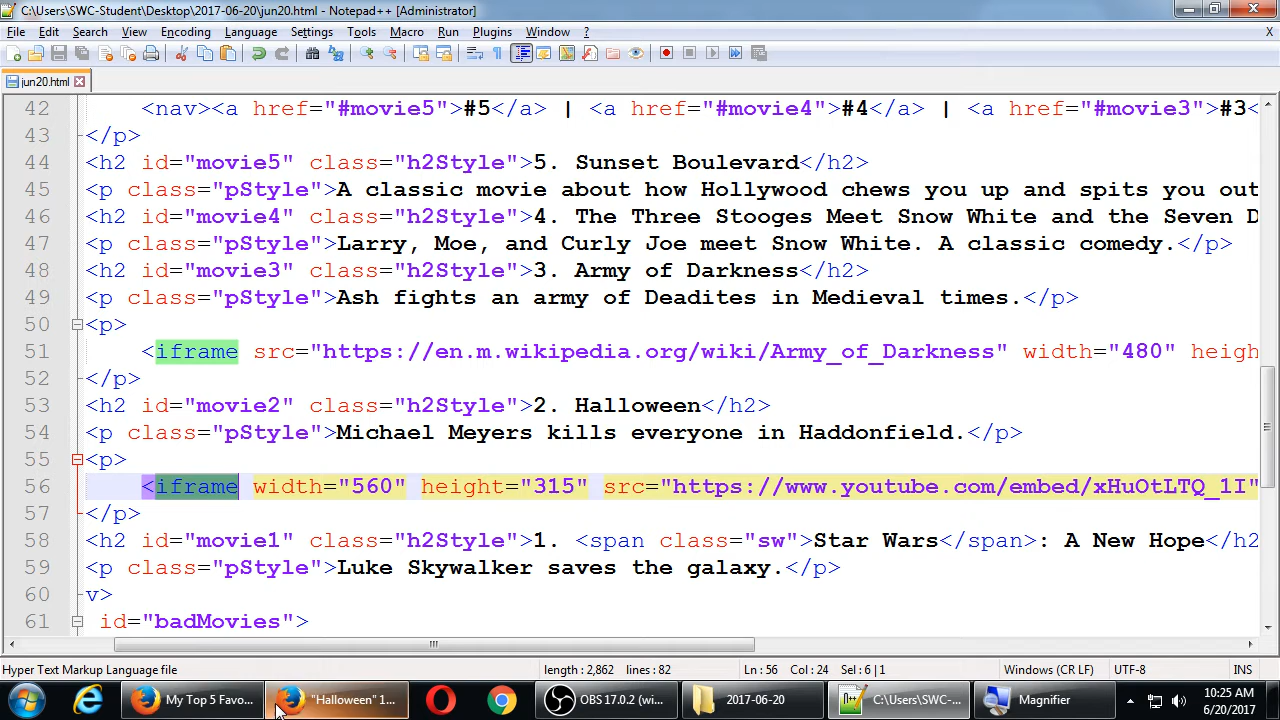 C:\Users\SWC-Student\Desktop\2017-06-20\jun20.html - Notepad++ [Administrator]
File Edit Search View Encoding Language Settings Tools Macro Run Plugins Window ? X
jun20.html
42 <nav><a href="#movie5">#5</a> | <a href="#movie4">#4</a> | <a href="#movie3">#3<
43 </p>
44 <h2 id="movie5" class="h2Style">5. Sunset Boulevard</h2>
45 <p class="pStyle">A classic movie about how Hollywood chews you up and spits you out
46 <h2 id="movie4" class="h2Style">4. The Three Stooges Meet Snow White and the Seven D
47 <p class="pStyle">Larry, Moe, and Curly Joe meet Snow White. A classic comedy.</p>
48 <h2 id="movie3" class="h2Style">3. Army of Darkness</h2>
49 <p class="pStyle">Ash fights an army of Deadites in Medieval times.</p>
50 <p>
51 <iframe src="https://en.m.wikipedia.org/wiki/Army_of_Darkness" width="480" heigh
52 </p>
53 <h2 id="movie2" class="h2Style">2. Halloween</h2>
54 <p class="pStyle">Michael Meyers kills everyone in Haddonfield.</p>
55 <p>
56 <iframe width="560" height="315" src="https://www.youtube.com/embed/xHuOtLTQ_1I"
57 </p>
58 <h2 id="movie1" class="h2Style">1. <span class="sw">Star Wars</span>: A New Hope</h2
59 <p class="pStyle">Luke Skywalker saves the galaxy.</p>
60 v>
61 id="badMovies">
Hyper Text Markup Language file length : 2,862 lines : 82 Ln : 56 Col : 24 Sel : 6 | 1 Windows (CR LF) UTF-8 INS
My Top 5 Favo... "Halloween" 1... OBS 17.0.2 (wi... 2017-06-20 C:\Users\SWC-... Magnifier 10:25 AM
6/20/2017